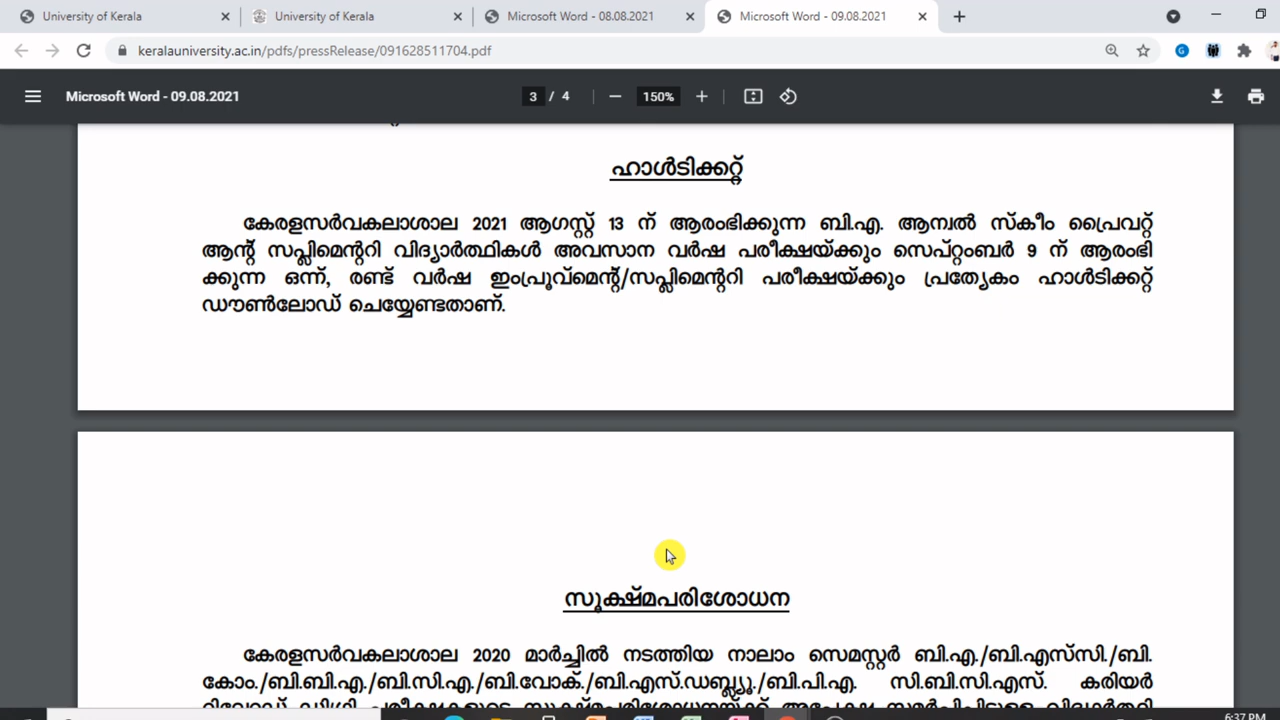 University of Kerala
University of Kerala
Microsoft Word - 08.08.2021
Microsoft Word - 09.08.2021
keralauniversity.ac.in/pdfs/pressRelease/091628511704.pdf
Microsoft Word - 09.08.2021
3 / 4
150%
ഹാൾടിക്കറ്റ്
കേരളസർവകലാശാല 2021 ആഗസ്റ്റ് 13 ന് ആരംഭിക്കുന്ന ബി.എ. ആന്വൽ സ്കീം പ്രൈവറ്റ്
ആന്റ് സപ്ലിമെന്ററി വിദ്യാർത്ഥികൾ അവസാന വർഷ പരീക്ഷയ്ക്കും സെപ്റ്റംബർ 9 ന് ആരംഭി
ക്കുന്ന ഒന്ന്, രണ്ട് വർഷ ഇംപ്രൂവ്മെന്റ്/സപ്ലിമെന്ററി പരീക്ഷയ്ക്കും പ്രത്യേകം ഹാൾടിക്കറ്റ്
ഡൗൺലോഡ് ചെയ്യേണ്ടതാണ്.
സൂക്ഷ്മപരിശോധന
കേരളസർവകലാശാല 2020 മാർച്ചിൽ നടത്തിയ നാലാം സെമസ്റ്റർ ബി.എ./ബി.എസ്‌സി./ബി.
കോം./ബി.ബി.എ./ബി.സി.എ./ബി.വോക്./ബി.എസ്.ഡബ്ല്യൂ./ബി.പി.എ. സി.ബി.സി.എസ്. കരിയർ
6:37 PM